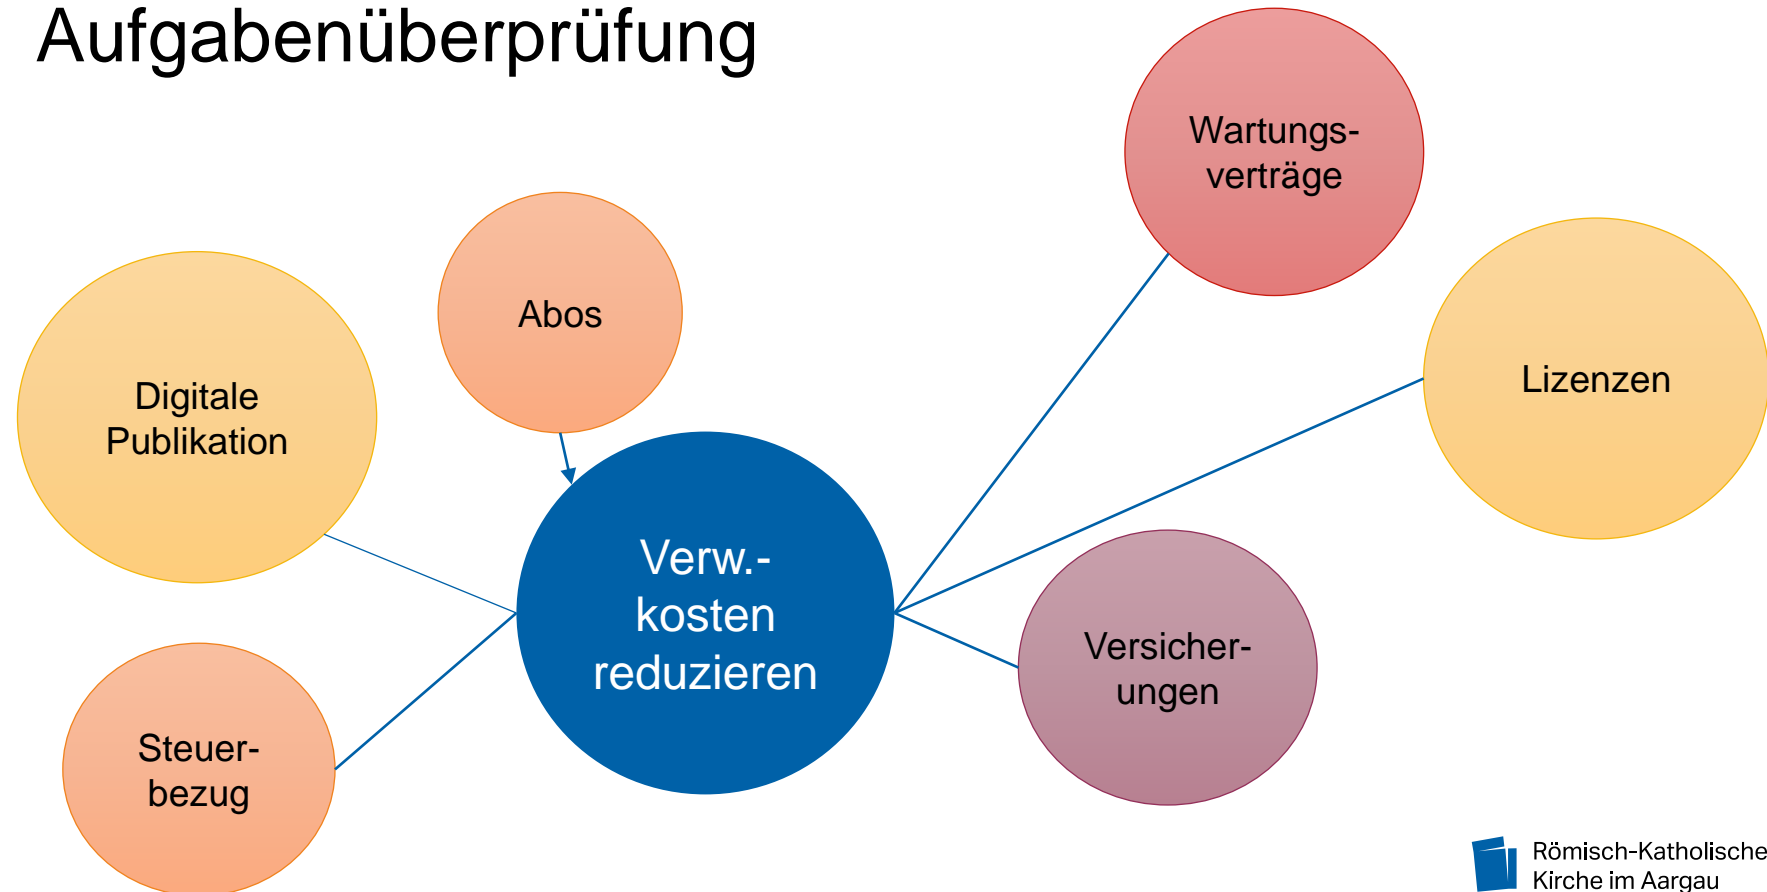 Aufgabenüberprüfung
Wartungs-
verträge
Abos
Lizenzen
Digitale
Publikation
Verw.-
kosten
reduzieren
Versicher-
ungen
Steuer-
bezug
Römisch-Katholische
Kirche im Aargau